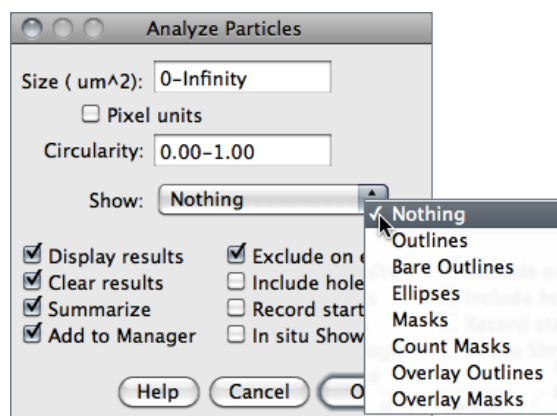 Analyze Particles
Size ( um^2): 0-Infinity
Pixel units
Circularity: 0.00-1.00
Show: Nothing
Nothing
Outlines
Bare Outlines
Ellipses
Masks
Count Masks
Overlay Outlines
Overlay Masks
Display results
Exclude on
Clear results
Include hole
Summarize
Record start
Add to Manager
In situ Show
Help Cancel